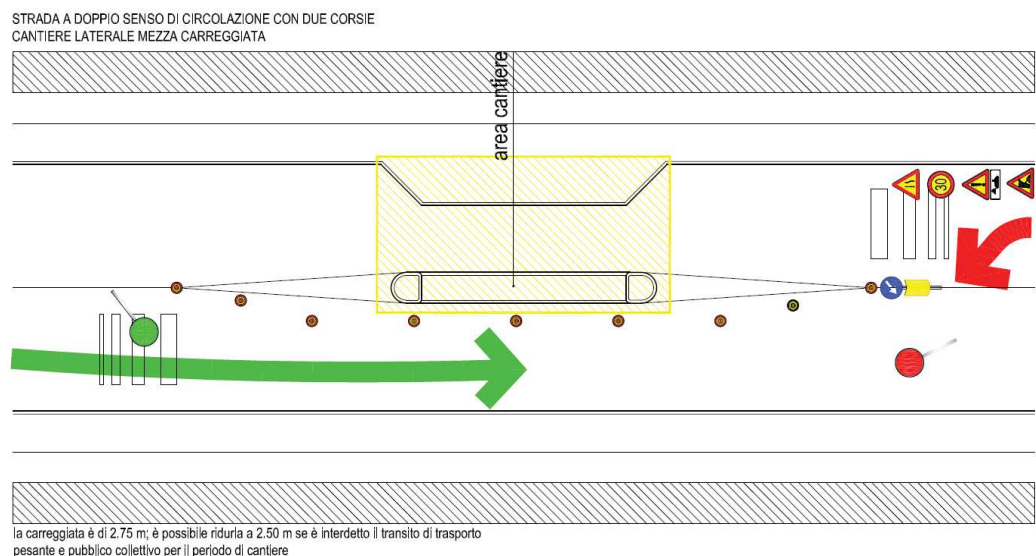 STRADA A DOPPIO SENSO DI CIRCOLAZIONE CON DUE CORSIE
CANTIERE LATERALE MEZZA CARREGGIATA
area cantiere
30
la carreggiata è di 2.75 m; è possibile ridurla a 2.50 m se è interdetto il transito di trasporto
pesante e pubblico collettivo per il periodo di cantiere